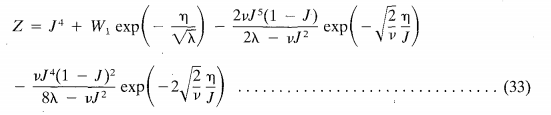 Z = J⁴ + W₁ exp(− η/√λ) − 2νJ⁵(1 − J)/(2λ − νJ²) exp(−√(2/ν) η/J)
− νJ⁴(1 − J)²/(8λ − νJ²) exp(−2√(2/ν) η/J) ................................ (33)